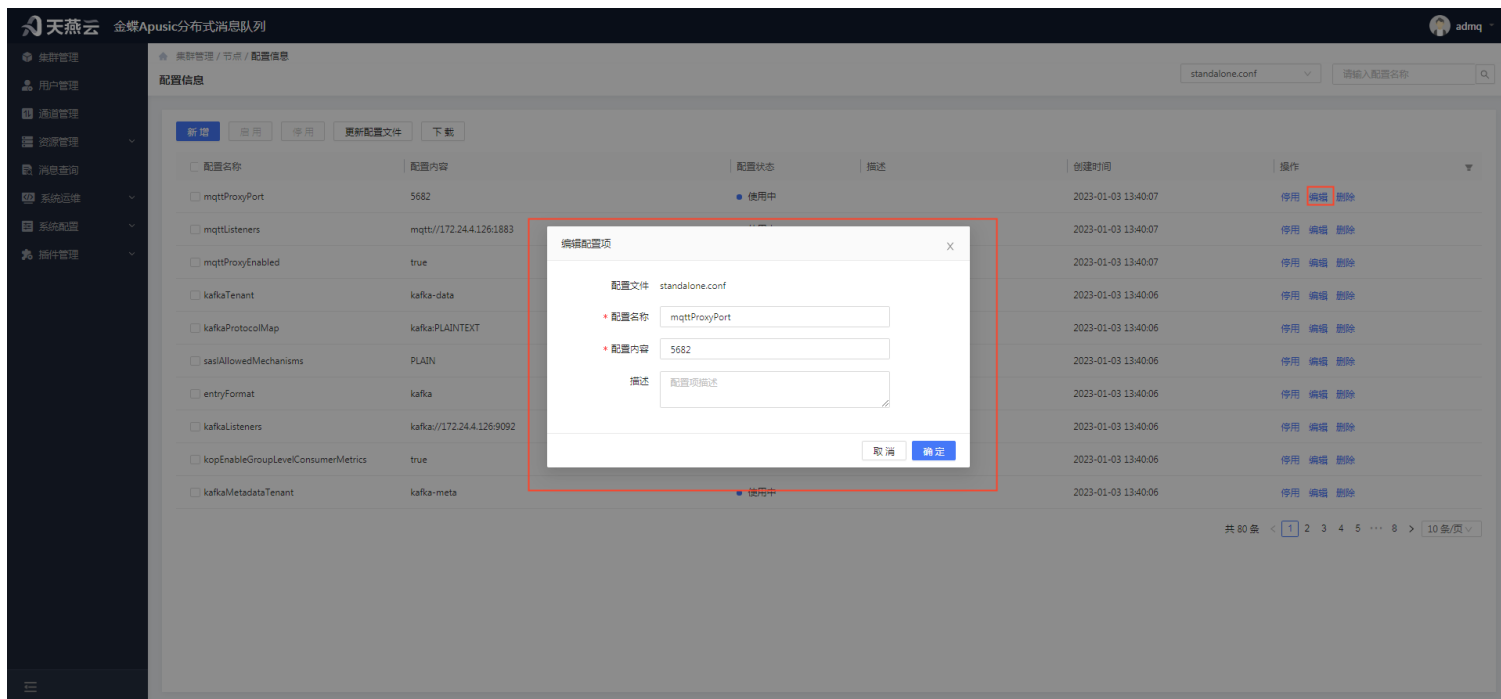 天燕云 金蝶Apusic分布式消息队列 admq
集群管理
用户管理
通道管理
资源管理
消息查询
系统运维
系统配置
插件管理
集群管理 / 节点 / 配置信息
配置信息 standalone.conf 请输入配置名称
新增 启用 停用 更新配置文件 下载
配置名称 配置内容 配置状态 描述 创建时间 操作
mqttProxyPort 5682 使用中 2023-01-03 13:40:07 停用 编辑 删除
mqttListeners mqtt://172.24.4.126:1883 2023-01-03 13:40:07 停用 编辑 删除
mqttProxyEnabled true 2023-01-03 13:40:07 停用 编辑 删除
kafkaTenant kafka-data 2023-01-03 13:40:06 停用 编辑 删除
kafkaProtocolMap kafka:PLAINTEXT 2023-01-03 13:40:06 停用 编辑 删除
saslAllowedMechanisms PLAIN 2023-01-03 13:40:06 停用 编辑 删除
entryFormat kafka 2023-01-03 13:40:06 停用 编辑 删除
kafkaListeners kafka://172.24.4.126:9092 2023-01-03 13:40:06 停用 编辑 删除
kopEnableGroupLevelConsumerMetrics true 2023-01-03 13:40:06 停用 编辑 删除
kafkaMetadataTenant kafka-meta 使用中 2023-01-03 13:40:06 停用 编辑 删除
编辑配置项 X
配置文件 standalone.conf
* 配置名称 mqttProxyPort
* 配置内容 5682
描述 配置项描述
取消 确定
共 80 条 < 1 2 3 4 5 ··· 8 > 10 条/页